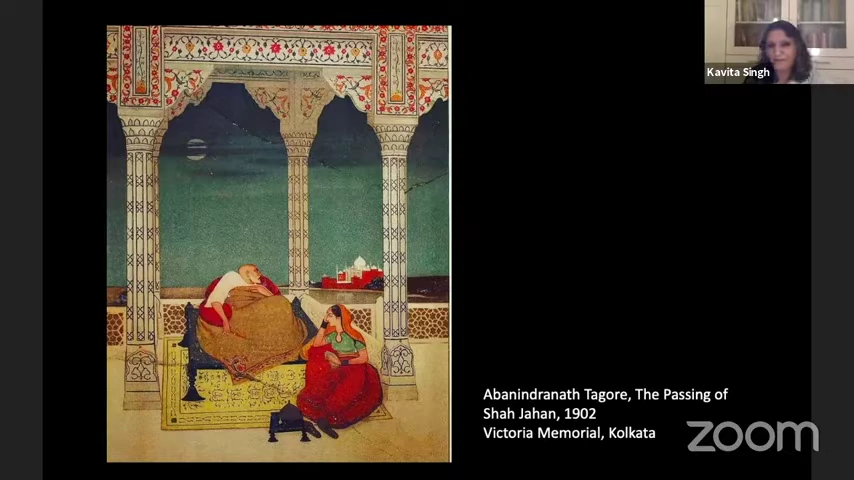 Kavita Singh
Abanindranath Tagore, The Passing of
Shah Jahan, 1902
Victoria Memorial, Kolkata
zoom